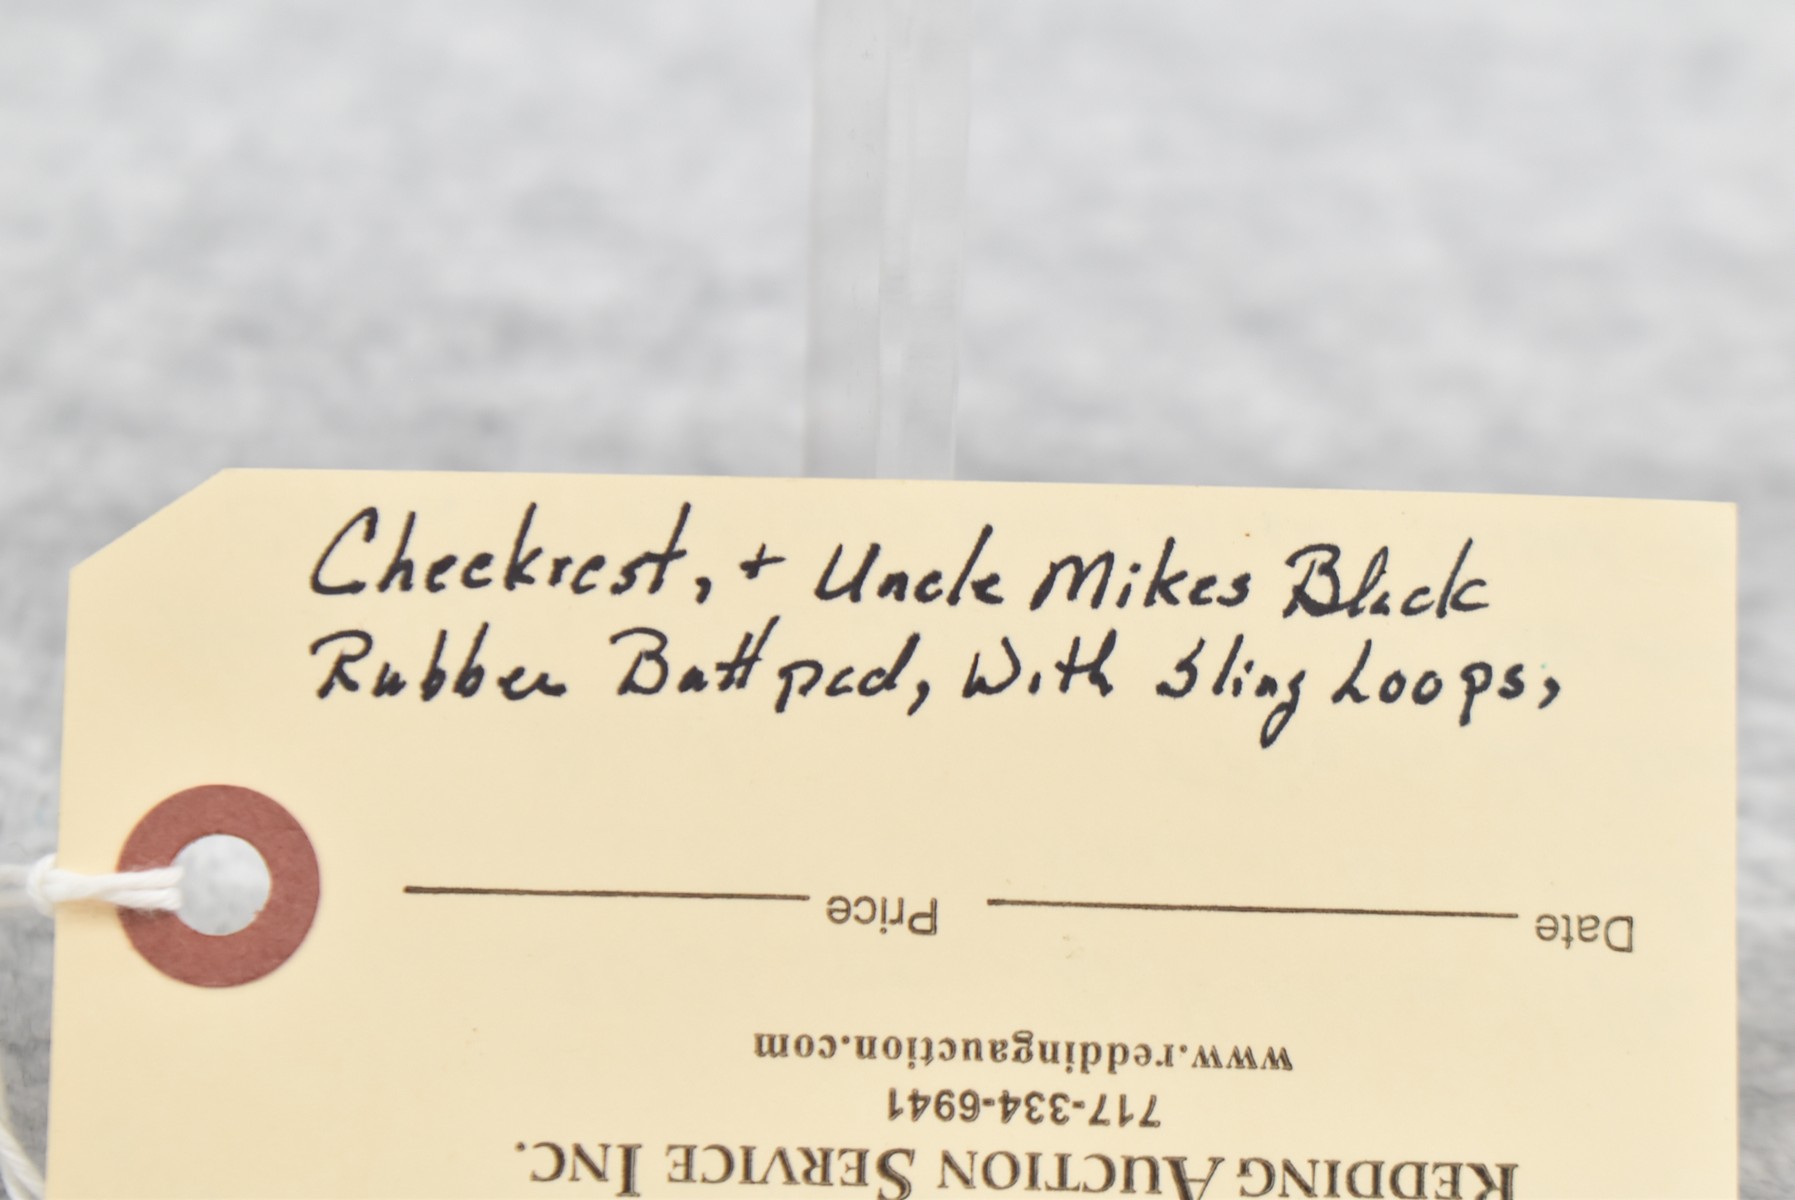 Cheekrest, + Uncle Mikes Black
Rubber Buttpad, With Sling Loops,
REDDING AUCTION SERVICE INC.
717-334-6941
www.reddingauction.com
Date Price